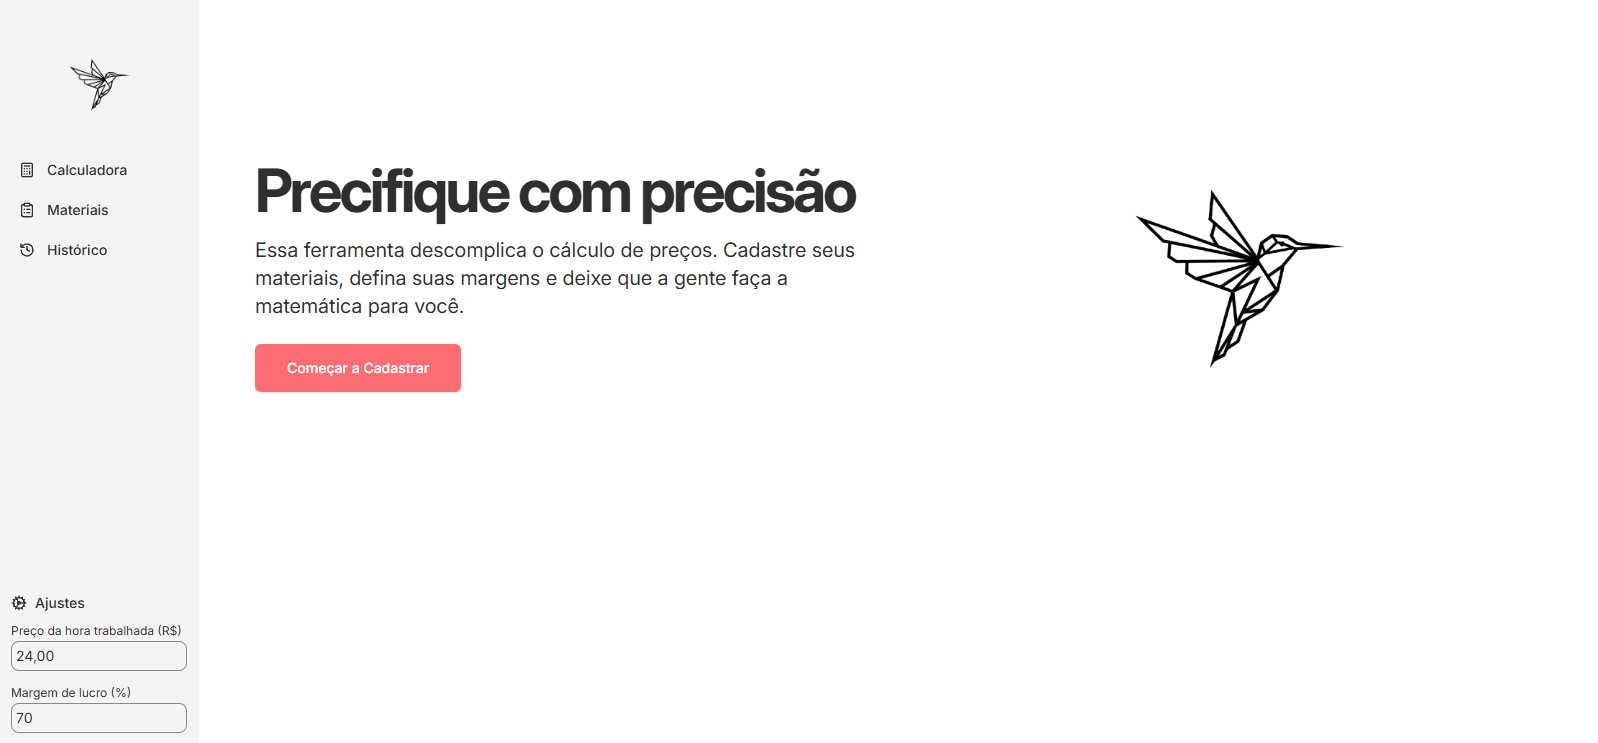 Calculadora
Materiais
Histórico
Ajustes
Preço da hora trabalhada (R$)
24,00
Margem de lucro (%)
70
Precifique com precisão
Essa ferramenta descomplica o cálculo de preços. Cadastre seus
materiais, defina suas margens e deixe que a gente faça a
matemática para você.
Começar a Cadastrar